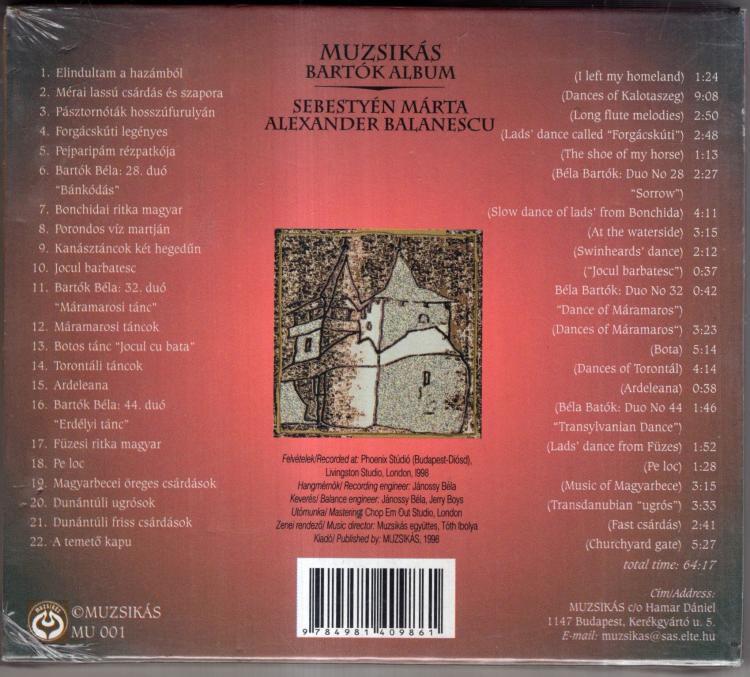 MUZSIKÁS
BARTÓK ALBUM
SEBESTYÉN MÁRTA
ALEXANDER BALANESCU
1. Elindultam a hazámból (I left my homeland) 1:24
2. Mérai lassú csárdás és szapora (Dances of Kalotaszeg) 9:08
3. Pásztornóták hosszúfurulyán (Long flute melodies) 2:50
4. Forgácskúti legényes (Lads' dance called "Forgácskúti") 2:48
5. Pejparipám rézpatkója (The shoe of my horse) 1:13
6. Bartók Béla: 28. duó (Béla Bartók: Duo No 28 2:27
"Bánkódás" "Sorrow")
7. Bonchidai ritka magyar (Slow dance of lads' from Bonchida) 4:11
8. Porondos víz martján (At the waterside) 3:15
9. Kanásztáncok két hegedűn (Swinheards' dance) 2:12
10. Jocul barbatesc ("Jocul barbatesc") 0:37
11. Bartók Béla: 32. duó Béla Bartók: Duo No 32 0:42
"Máramarosi tánc" "Dance of Máramaros")
12. Máramarosi táncok (Dances of Máramaros") 3:23
13. Botos tánc "Jocul cu bata" (Bota) 5:14
14. Torontáli táncok (Dances of Torontál) 4:14
15. Ardeleana (Ardeleana) 0:38
16. Bartók Béla: 44. duó (Béla Batók: Duo No 44 1:46
"Erdélyi tánc" "Transylvanian Dance")
17. Füzesi ritka magyar (Lads' dance from Füzes) 1:52
18. Pe loc (Pe loc) 1:28
19. Magyarbecei öreges csárdások (Music of Magyarbece) 3:15
20. Dunántúli ugrósok (Transdanubian "ugrós") 3:33
21. Dunántúli friss csárdások (Fast csárdás) 2:41
22. A temető kapu (Churchyard gate) 5:27
total time: 64:17
Felvételek/Recorded at: Phoenix Stúdió (Budapest-Diósd),
Livingston Studio, London, 1998
Hangmérnök/ Recording engineer: Jánossy Béla
Keverés/ Balance engineer: Jánossy Béla, Jerry Boys
Utómunka/ Mastering: Chop Em Out Studio, London
Zenei rendező/ Music director: Muzsikás együttes, Tóth Ibolya
Kiadó/ Published by: MUZSIKÁS, 1998
MUZSIKÁS
©MUZSIKÁS
MU 001
9 784981 409861
Cím/Address:
MUZSIKÁS c/o Hamar Dániel
1147 Budapest, Kerékgyártó u. 5.
E-mail: muzsikas@sas.elte.hu